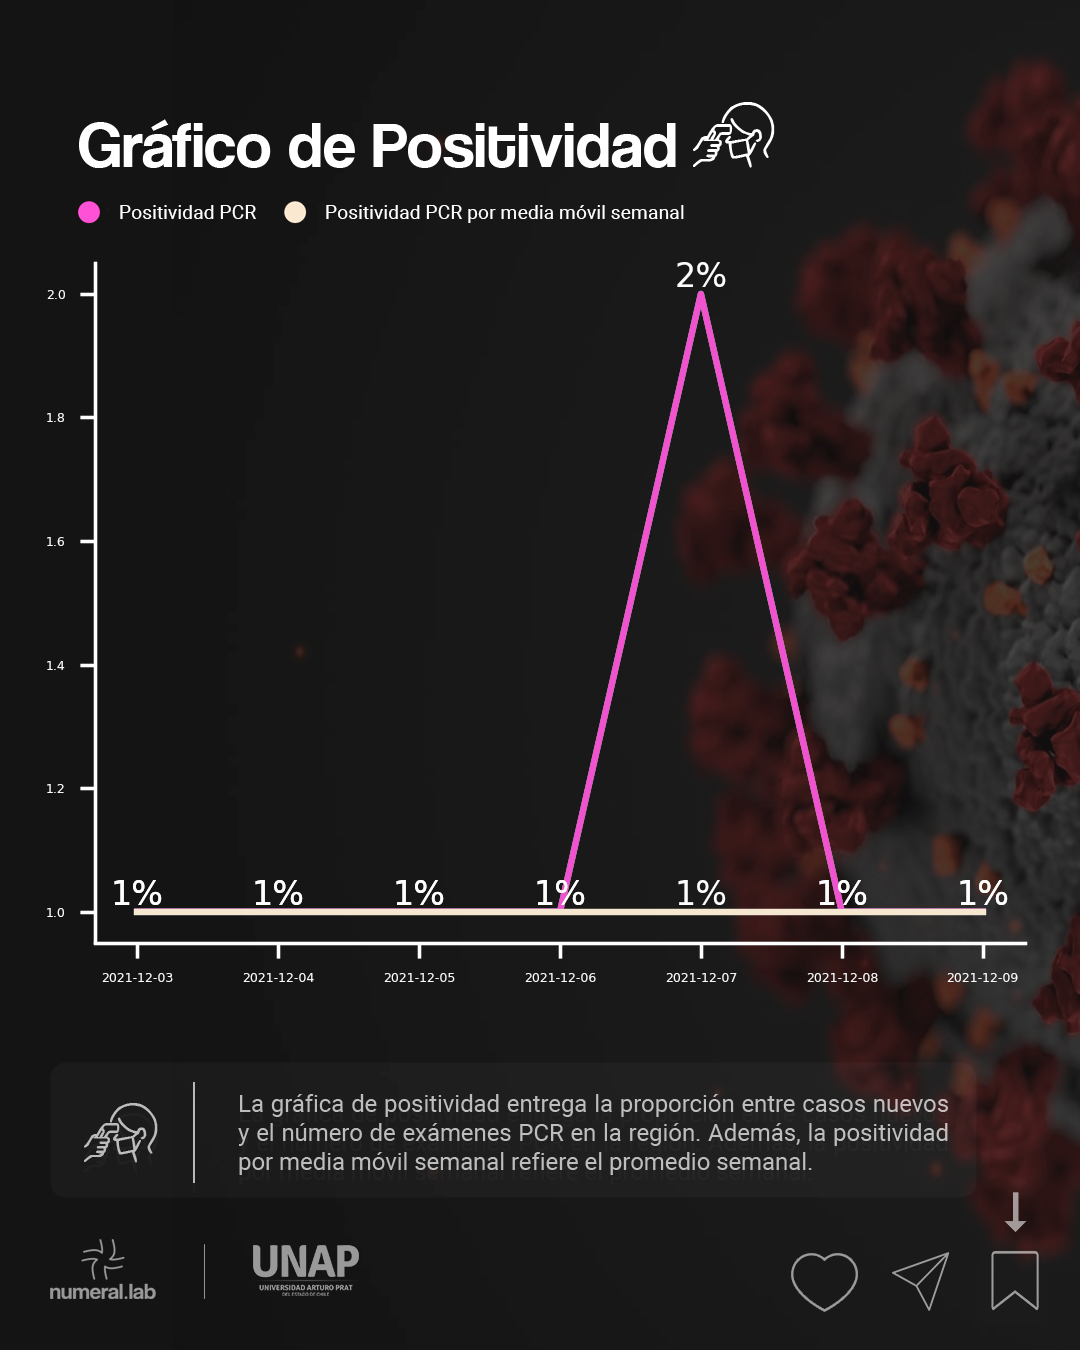 Gráfico de Positividad
Positividad PCR
Positividad PCR por media móvil semanal
2%
2.0
1.8
1.6
1.4
1.2
1% 1% 1% 1% 1% 1% 1%
1.0
2021-12-03 2021-12-04 2021-12-05 2021-12-06 2021-12-07 2021-12-08 2021-12-09
La gráfica de positividad entrega la proporción entre casos nuevos
y el número de exámenes PCR en la región. Además, la positividad
por media móvil semanal refiere el promedio semanal.
numeral.lab
UNAP
UNIVERSIDAD ARTURO PRAT
DEL ESTADO DE CHILE